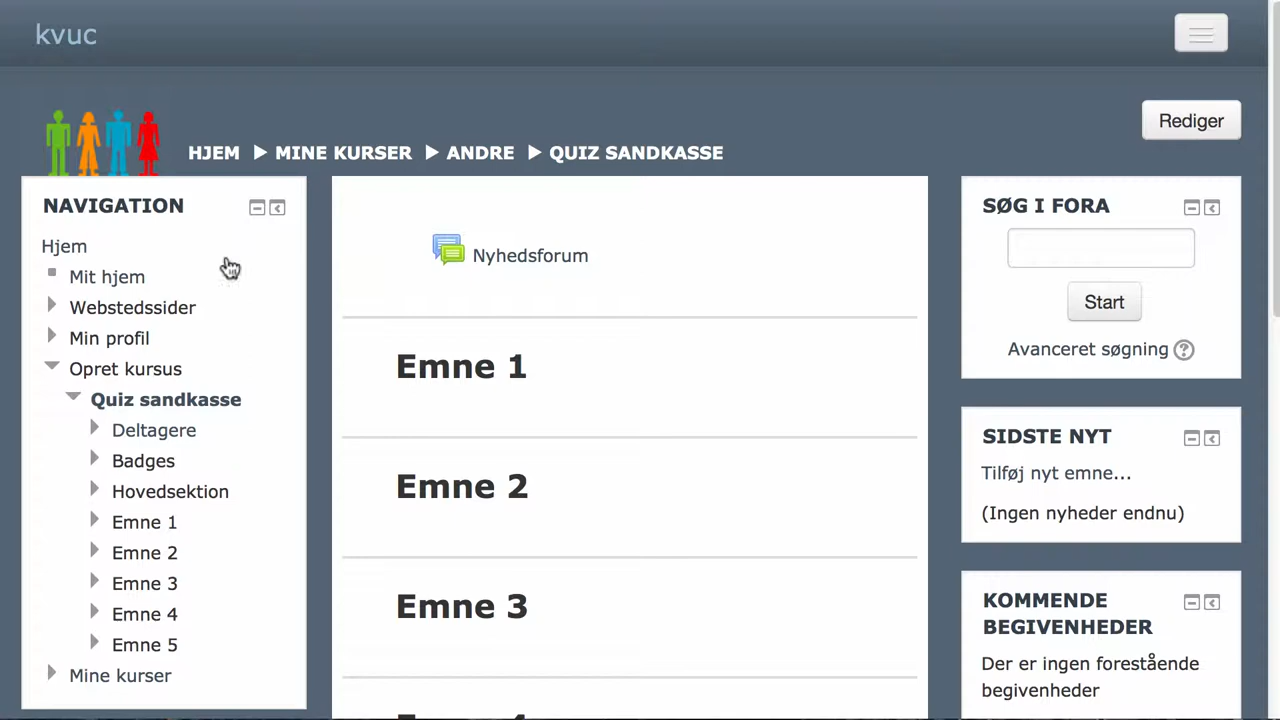 kvuc
Rediger
HJEM ▶ MINE KURSER ▶ ANDRE ▶ QUIZ SANDKASSE
NAVIGATION
Hjem
Mit hjem
Webstedssider
Min profil
Opret kursus
Quiz sandkasse
Deltagere
Badges
Hovedsektion
Emne 1
Emne 2
Emne 3
Emne 4
Emne 5
Mine kurser
Nyhedsforum
Emne 1
Emne 2
Emne 3
SØG I FORA
Start
Avanceret søgning ?
SIDSTE NYT
Tilføj nyt emne...
(Ingen nyheder endnu)
KOMMENDE
BEGIVENHEDER
Der er ingen forestående
begivenheder